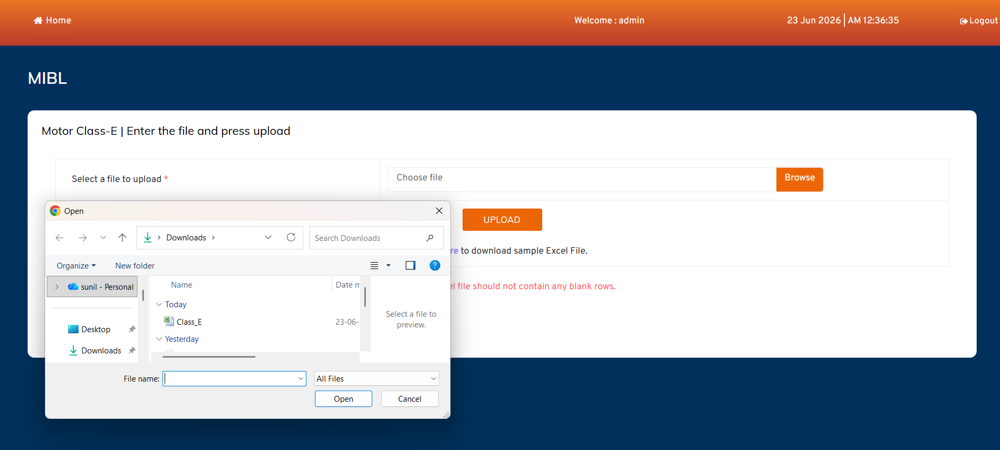 Home
Welcome : admin
23 Jun 2026 | AM 12:36:35
Logout
MIBL
Motor Class-E | Enter the file and press upload
Select a file to upload *
Choose file
Browse
UPLOAD
re to download sample Excel File.
el file should not contain any blank rows.
Open
Downloads
Search Downloads
Organize
New folder
?
sunil - Personal
Desktop
Downloads
Name
Date m
Today
Class_E
23-06-
Yesterday
Select a file to
preview.
File name:
All Files
Open
Cancel